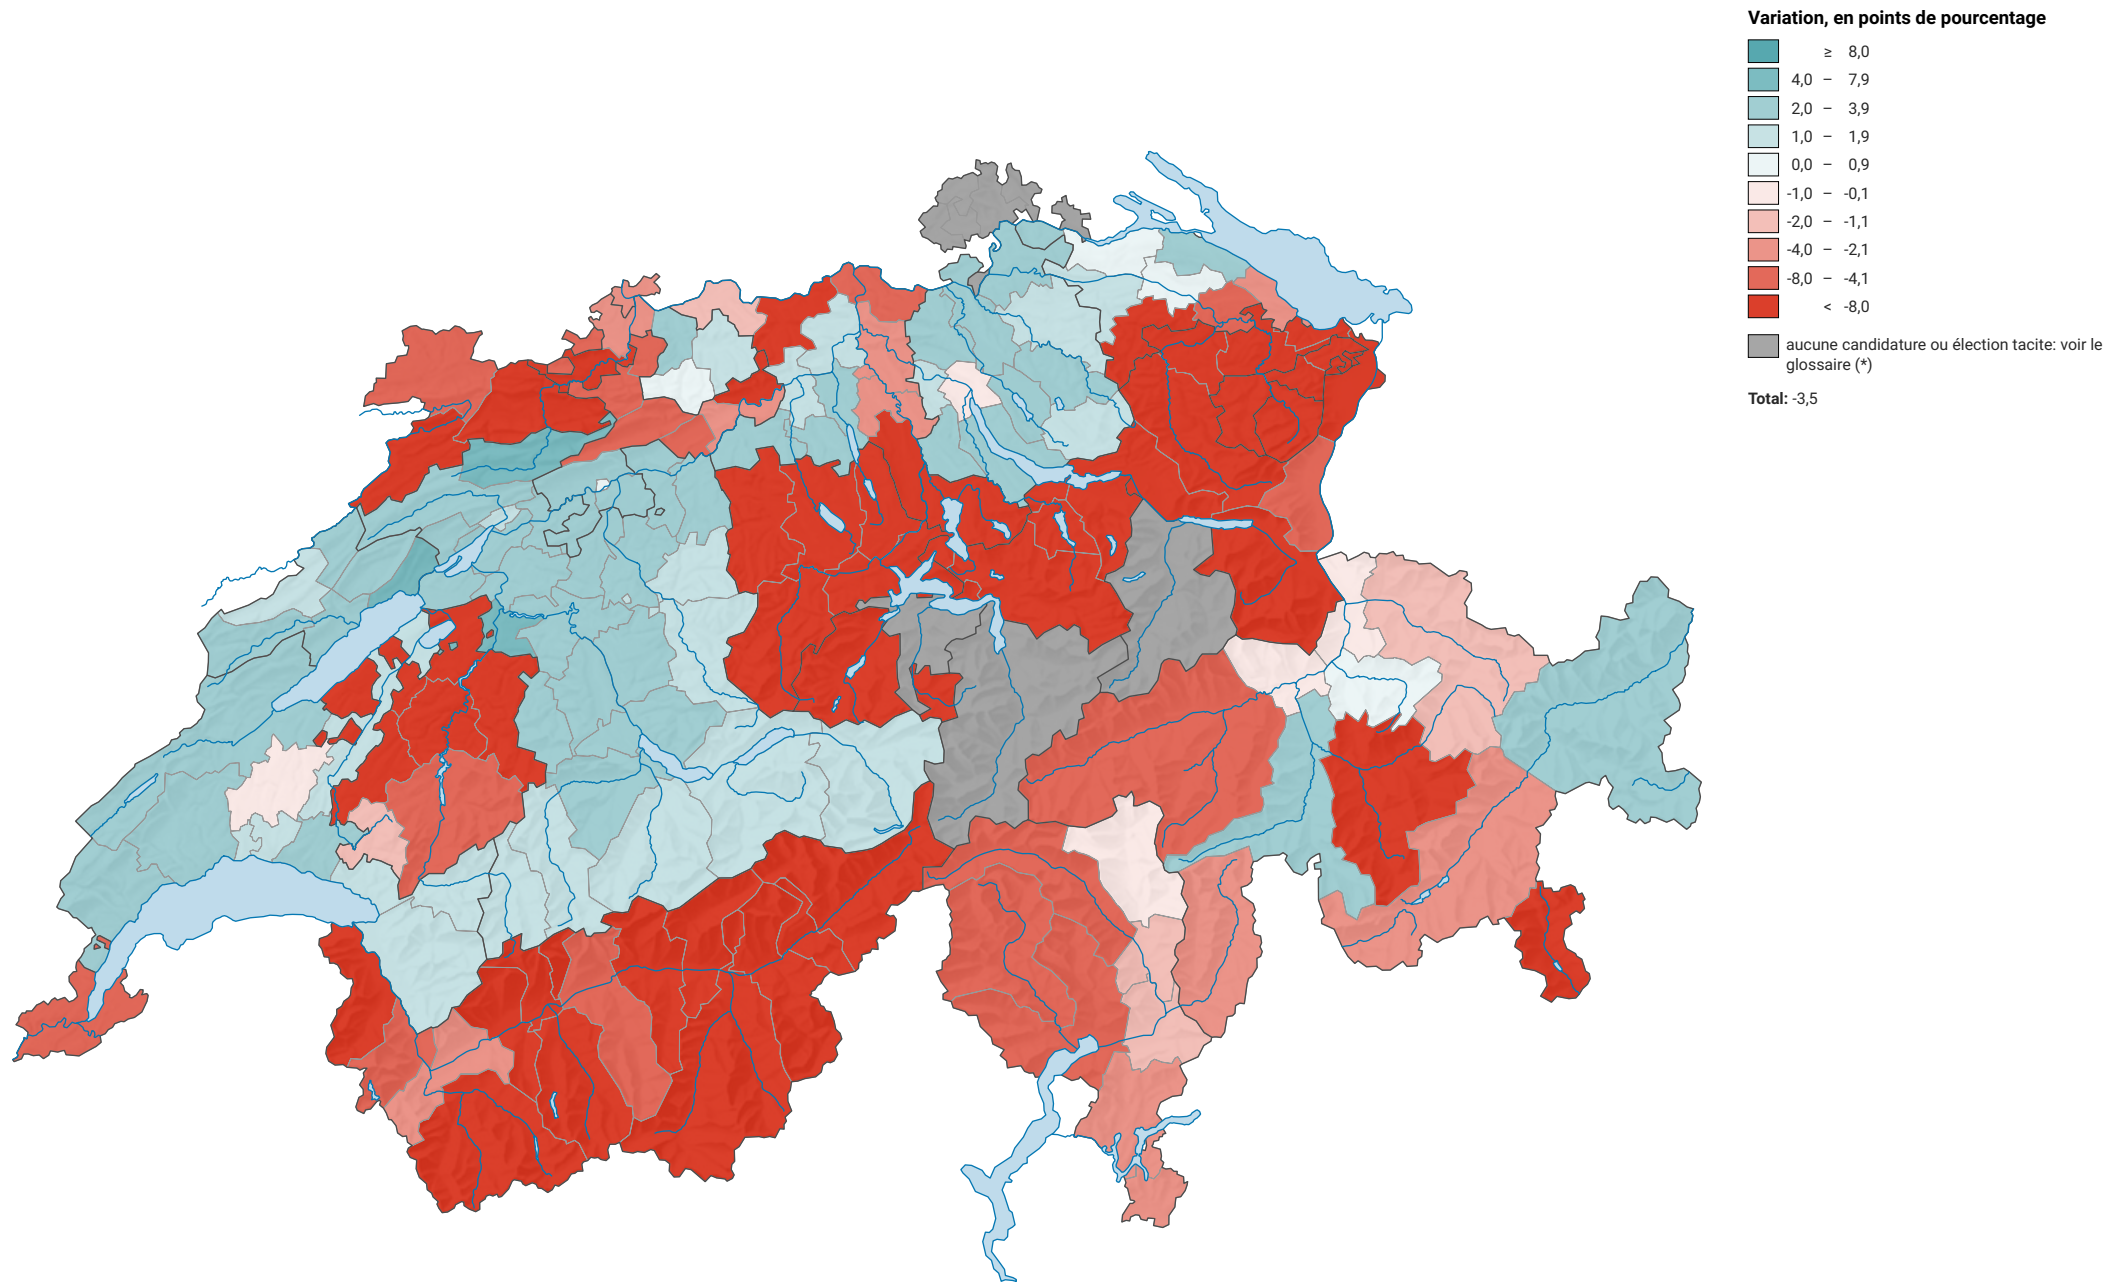 Variation, en points de pourcentage
≥ 8,0
4,0 – 7,9
2,0 – 3,9
1,0 – 1,9
0,0 – 0,9
-1,0 – -0,1
-2,0 – -1,1
-4,0 – -2,1
-8,0 – -4,1
< -8,0
aucune candidature ou élection tacite: voir le
glossaire (*)
Total: -3,5